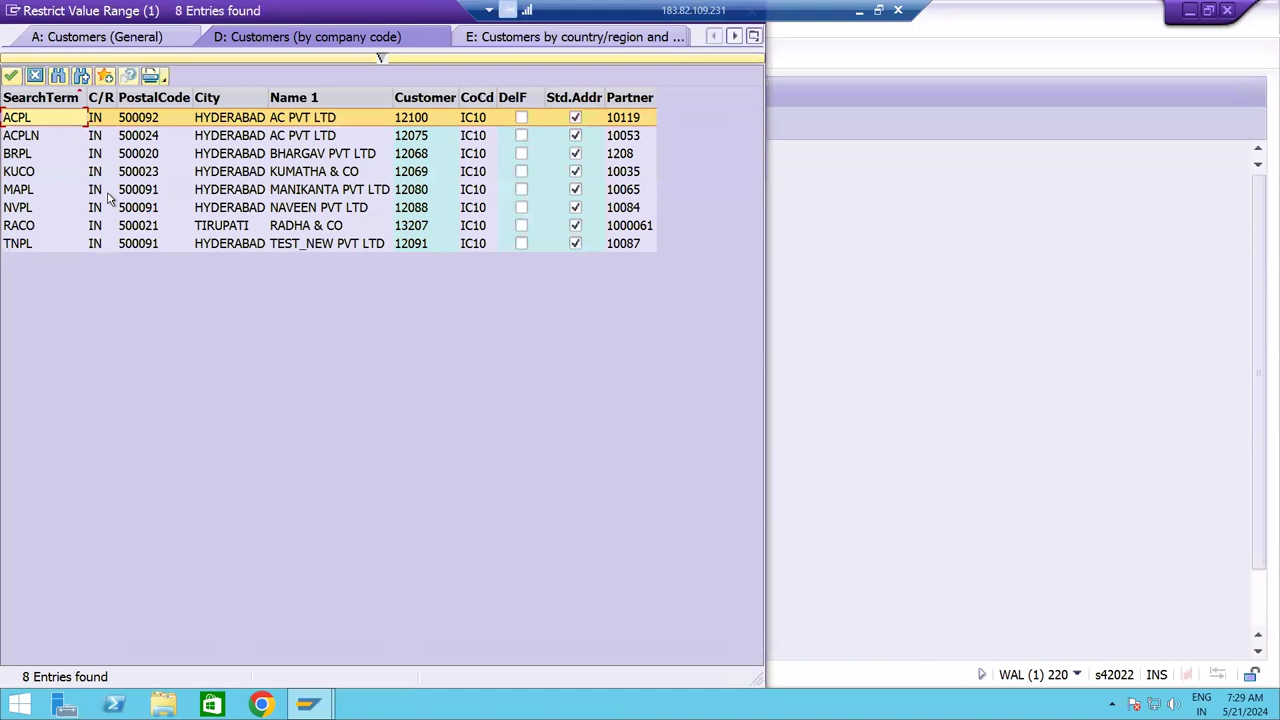 Restrict Value Range (1) 8 Entries found
183.82.109.231
A: Customers (General) D: Customers (by company code) E: Customers by country/region and ...
SearchTerm C/R PostalCode City Name 1 Customer CoCd DelF Std.Addr Partner
ACPL IN 500092 HYDERABAD AC PVT LTD 12100 IC10 10119
ACPLN IN 500024 HYDERABAD AC PVT LTD 12075 IC10 10053
BRPL IN 500020 HYDERABAD BHARGAV PVT LTD 12068 IC10 1208
KUCO IN 500023 HYDERABAD KUMATHA & CO 12069 IC10 10035
MAPL IN 500091 HYDERABAD MANIKANTA PVT LTD 12080 IC10 10065
NVPL IN 500091 HYDERABAD NAVEEN PVT LTD 12088 IC10 10084
RACO IN 500021 TIRUPATI RADHA & CO 13207 IC10 1000061
TNPL IN 500091 HYDERABAD TEST_NEW PVT LTD 12091 IC10 10087
8 Entries found
WAL (1) 220 s42022 INS
ENG 7:29 AM
IN 5/21/2024